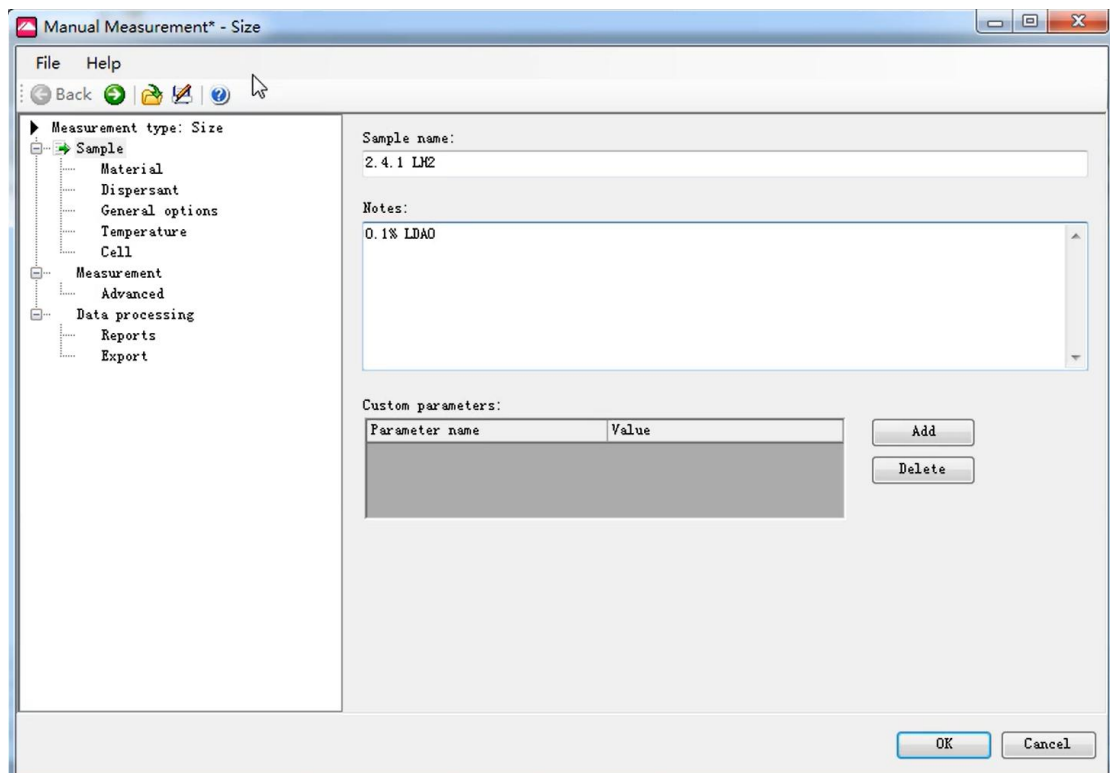 Manual Measurement* - Size
File Help
Back
Measurement type: Size
Sample
Material
Dispersant
General options
Temperature
Cell
Measurement
Advanced
Data processing
Reports
Export
Sample name:
2.4.1 LH2
Notes:
0.1% LDAO
Custom parameters:
Parameter name Value
Add
Delete
OK Cancel